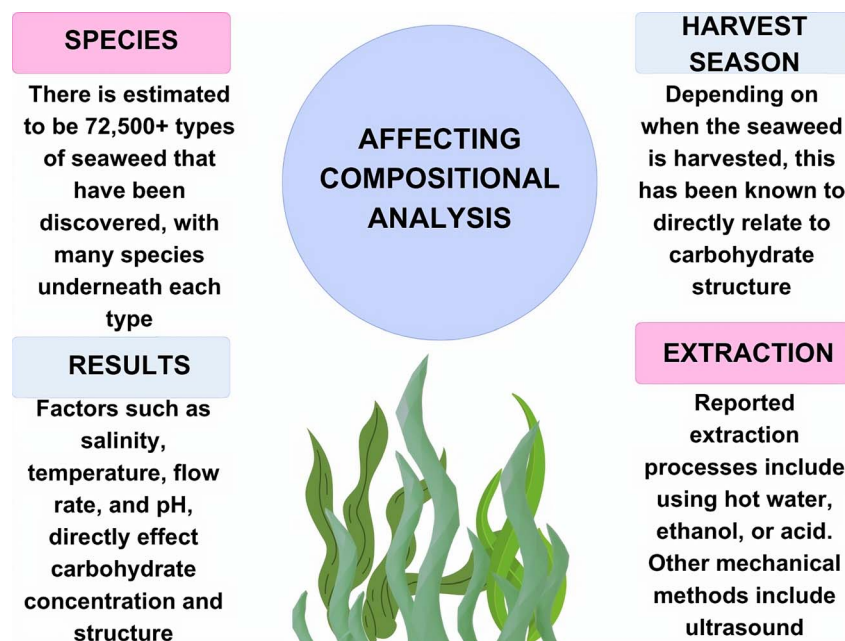 SPECIES
There is estimated
to be 72,500+ types
of seaweed that
have been
discovered, with
many species
underneath each
type
RESULTS
Factors such as
salinity,
temperature, flow
rate, and pH,
directly effect
carbohydrate
concentration and
structure
AFFECTING
COMPOSITIONAL
ANALYSIS
HARVEST
SEASON
Depending on
when the seaweed
is harvested, this
has been known to
directly relate to
carbohydrate
structure
EXTRACTION
Reported
extraction
processes include
using hot water,
ethanol, or acid.
Other mechanical
methods include
ultrasound